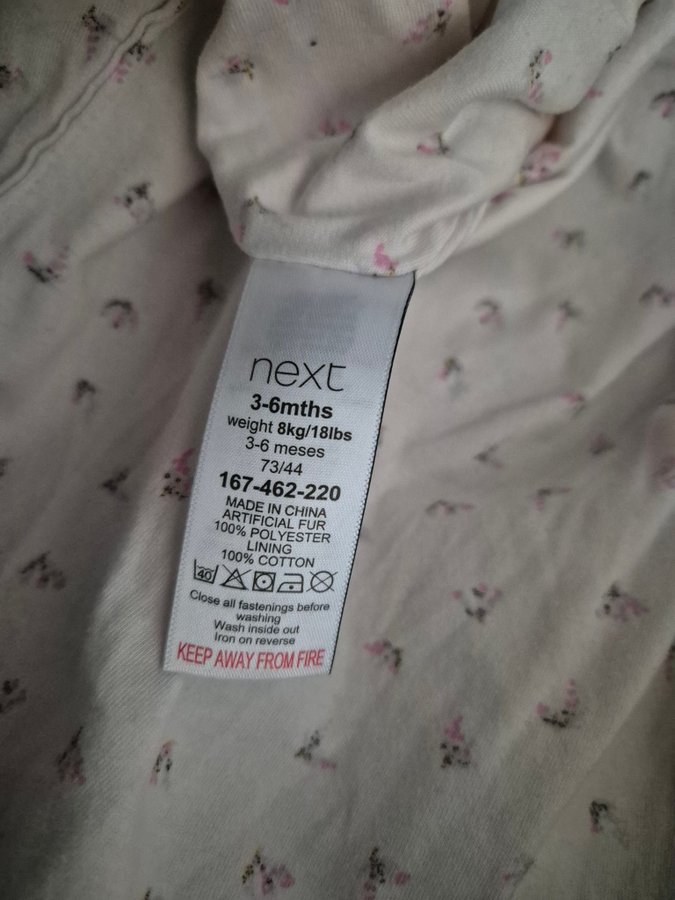 next
3-6mths
weight 8kg/18lbs
3-6 meses
73/44
167-462-220
MADE IN CHINA
ARTIFICIAL FUR
100% POLYESTER
LINING
100% COTTON
40
Close all fastenings before
washing
Wash inside out
Iron on reverse
KEEP AWAY FROM FIRE